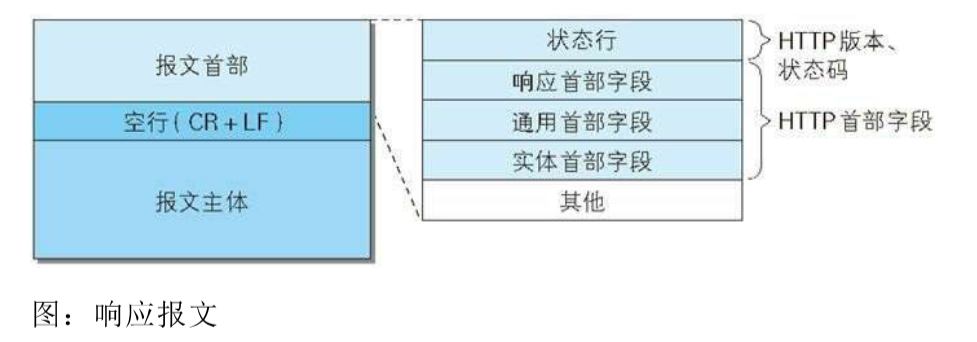 报文首部
空行(CR+LF)
报文主体
状态行
响应首部字段
通用首部字段
实体首部字段
其他
HTTP版本、
状态码
HTTP首部字段
图：响应报文